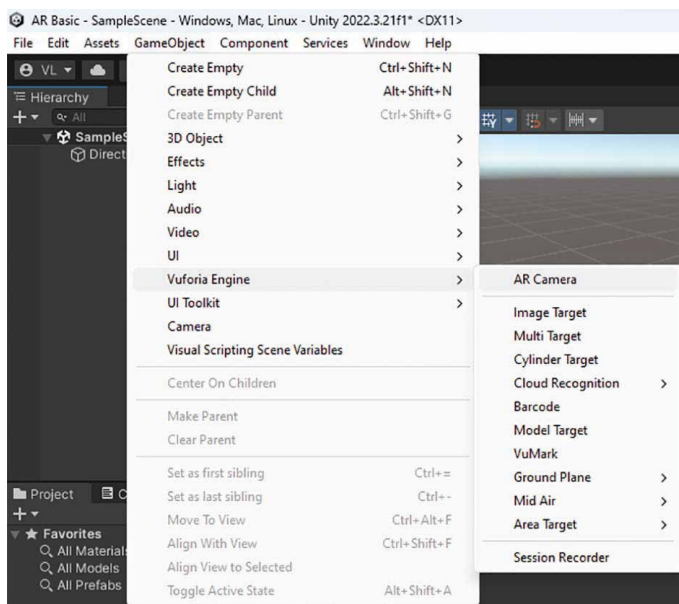 AR Basic - SampleScene - Windows, Mac, Linux - Unity 2022.3.21f1* <DX11>
File Edit Assets GameObject Component Services Window Help
VL
Hierarchy
All
Direct
Create Empty Ctrl+Shift+N
Create Empty Child Alt+Shift+N
Create Empty Parent Ctrl+Shift+G
3D Object
Effects
Light
Audio
Video
UI
Vuforia Engine
UI Toolkit
Camera
Visual Scripting Scene Variables
Center On Children
Make Parent
Clear Parent
Set as first sibling Ctrl+=
Set as last sibling Ctrl+-
Move To View Ctrl+Alt+F
Align With View Ctrl+Shift+F
Align View to Selected
Toggle Active State Alt+Shift+A
AR Camera
Image Target
Multi Target
Cylinder Target
Cloud Recognition
Barcode
Model Target
VuMark
Ground Plane
Mid Air
Area Target
Session Recorder
Project C
Favorites
All Materials
All Models
All Prefabs